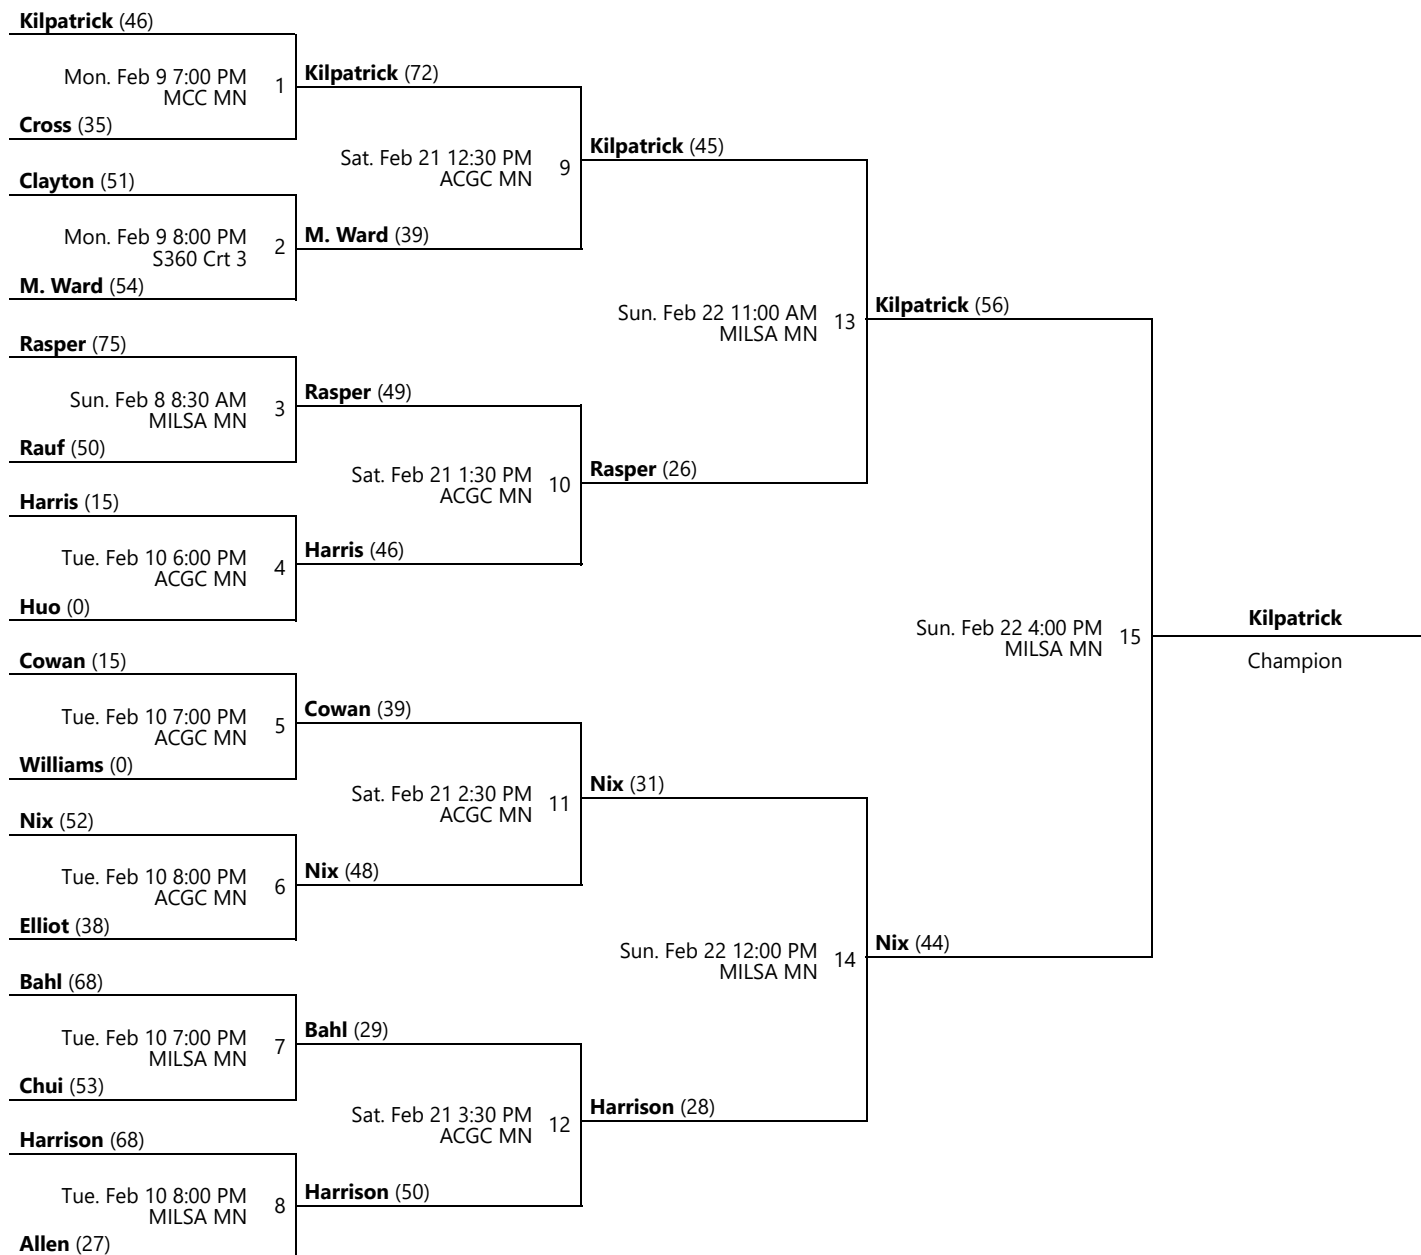 Kilpatrick (46)
Mon. Feb 9 7:00 PM
MCC MN
1
Cross (35)
Clayton (51)
Mon. Feb 9 8:00 PM
S360 Crt 3
2
M. Ward (54)
Rasper (75)
Sun. Feb 8 8:30 AM
MILSA MN
3
Rauf (50)
Harris (15)
Tue. Feb 10 6:00 PM
ACGC MN
4
Huo (0)
Cowan (15)
Tue. Feb 10 7:00 PM
ACGC MN
5
Williams (0)
Nix (52)
Tue. Feb 10 8:00 PM
ACGC MN
6
Elliot (38)
Bahl (68)
Tue. Feb 10 7:00 PM
MILSA MN
7
Chui (53)
Harrison (68)
Tue. Feb 10 8:00 PM
MILSA MN
8
Allen (27)
Kilpatrick (72)
Sat. Feb 21 12:30 PM
ACGC MN
9
M. Ward (39)
Rasper (49)
Sat. Feb 21 1:30 PM
ACGC MN
10
Harris (46)
Cowan (39)
Sat. Feb 21 2:30 PM
ACGC MN
11
Nix (48)
Bahl (29)
Sat. Feb 21 3:30 PM
ACGC MN
12
Harrison (50)
Kilpatrick (45)
Sun. Feb 22 11:00 AM
MILSA MN
13
Rasper (26)
Nix (31)
Sun. Feb 22 12:00 PM
MILSA MN
14
Harrison (28)
Kilpatrick (56)
Sun. Feb 22 4:00 PM
MILSA MN
15
Nix (44)
Kilpatrick
Champion